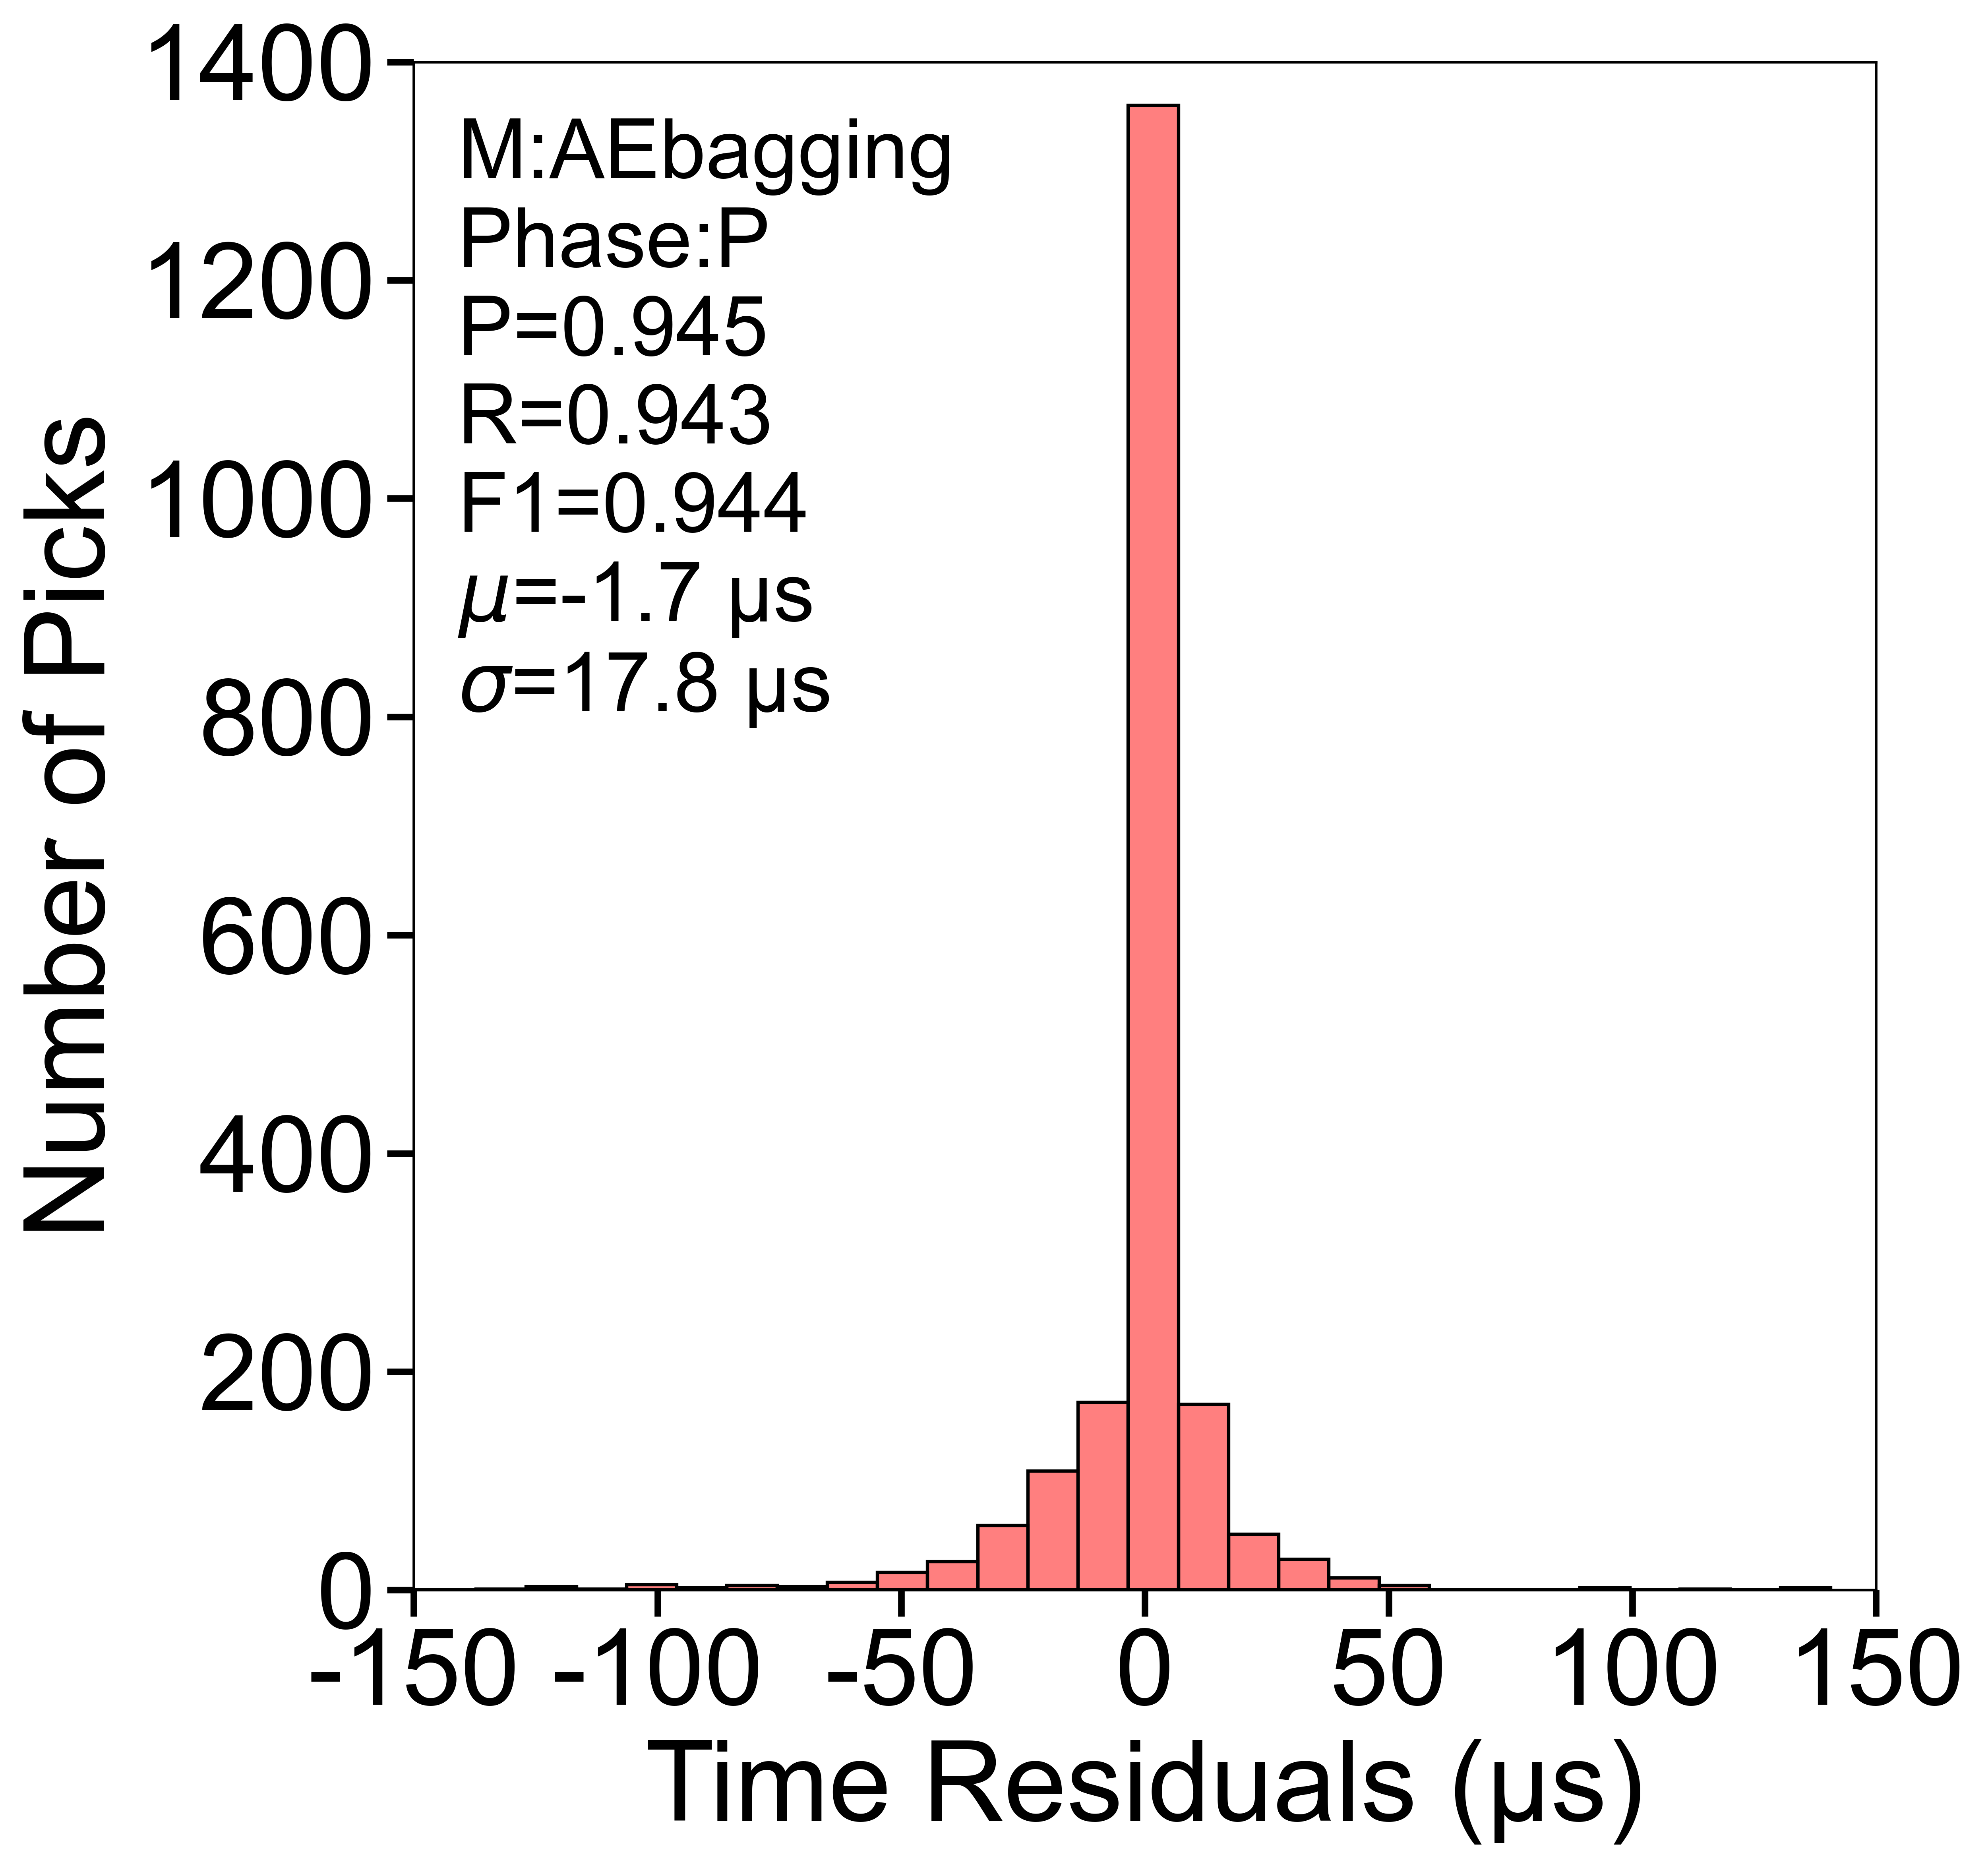 1400
1200
1000
800
600
400
200
0
Number of Picks
M:AEbagging
Phase:P
P=0.945
R=0.943
F1=0.944
μ=-1.7 μs
σ=17.8 μs
-150 -100 -50 0 50 100 150
Time Residuals (μs)